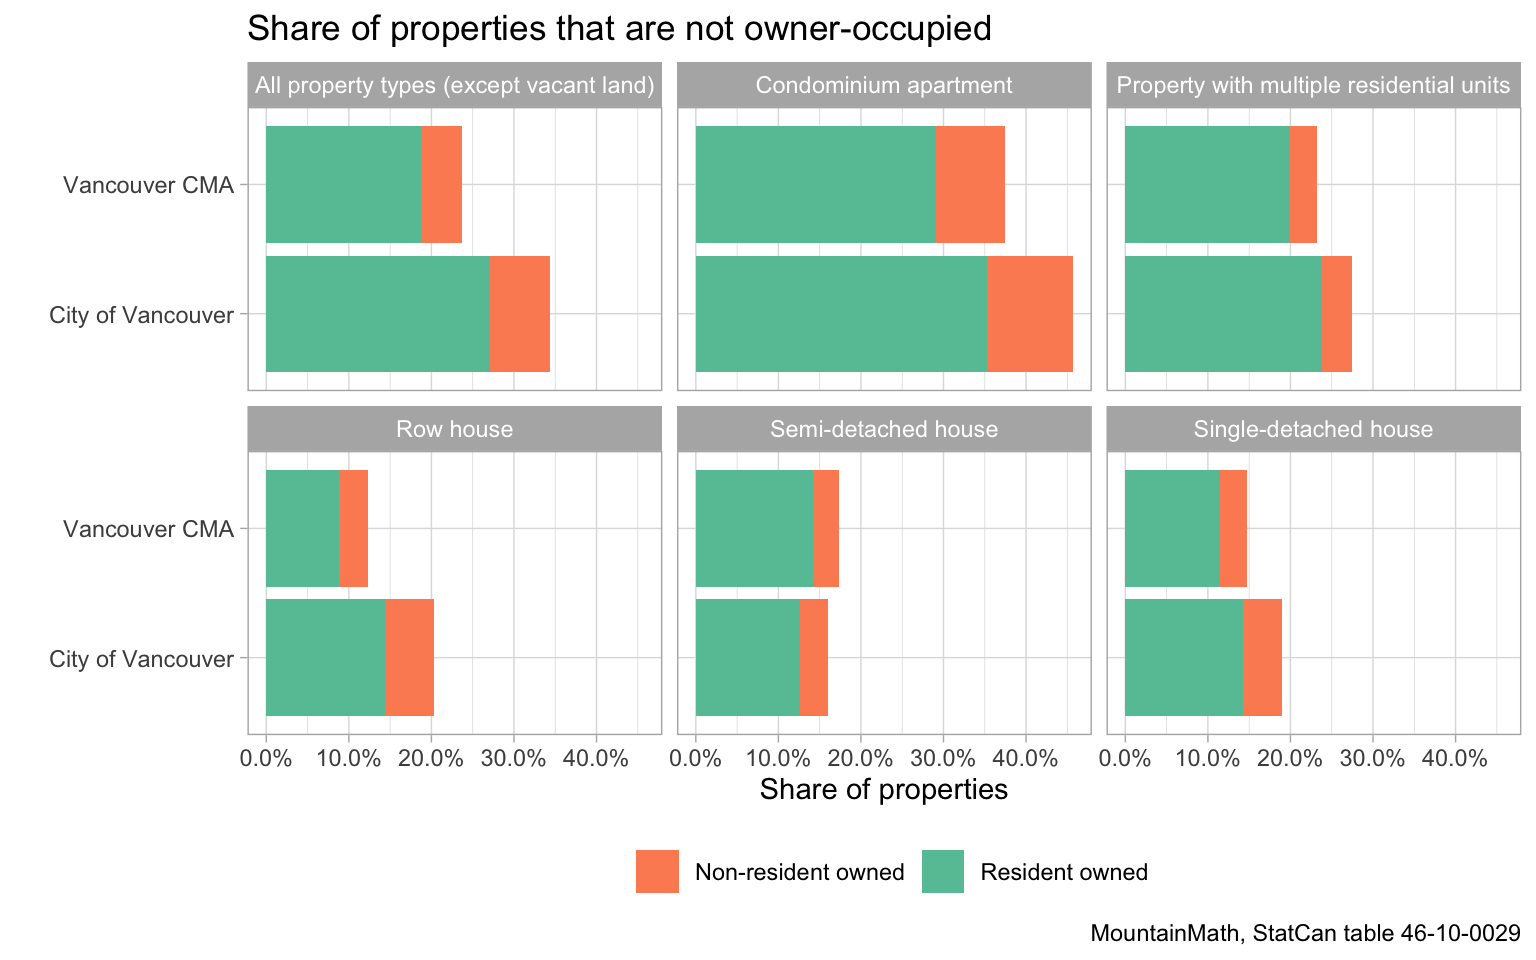 Share of properties that are not owner-occupied
All property types (except vacant land)
Condominium apartment
Property with multiple residential units
Vancouver CMA
City of Vancouver
Row house
Semi-detached house
Single-detached house
Vancouver CMA
City of Vancouver
0.0% 10.0% 20.0% 30.0% 40.0%
0.0% 10.0% 20.0% 30.0% 40.0%
0.0% 10.0% 20.0% 30.0% 40.0%
Share of properties
Non-resident owned
Resident owned
MountainMath, StatCan table 46-10-0029